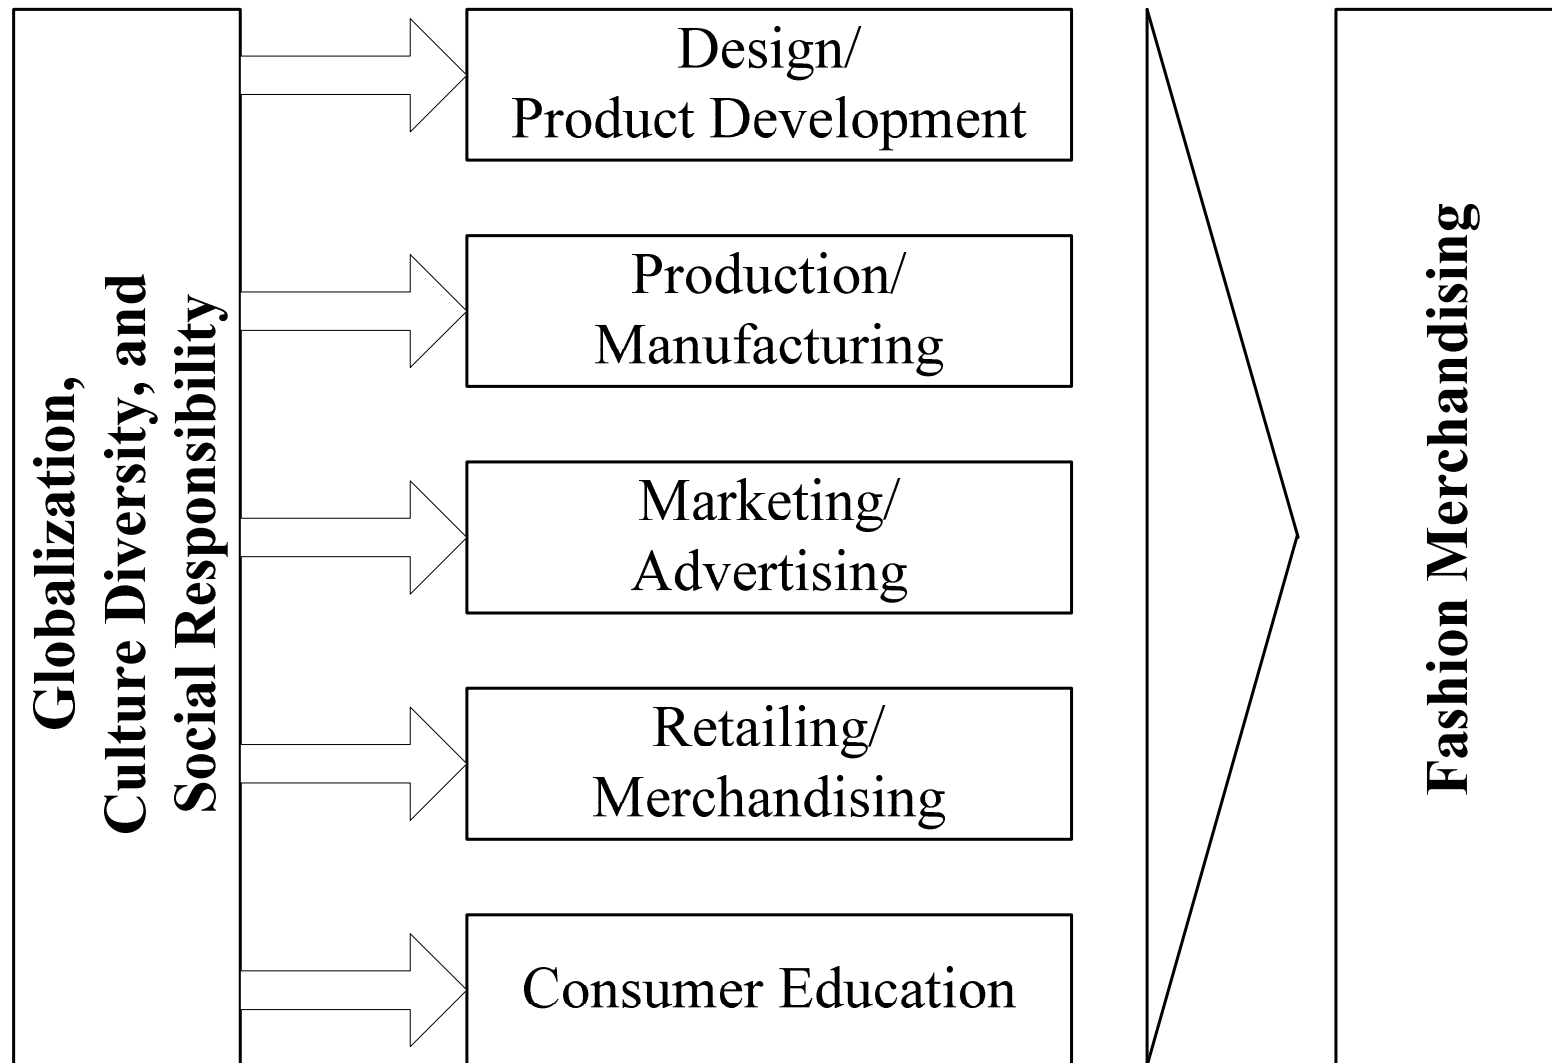 Globalization,
Culture Diversity, and
Social Responsibility
Design/
Product Development
Production/
Manufacturing
Marketing/
Advertising
Retailing/
Merchandising
Consumer Education
Fashion Merchandising